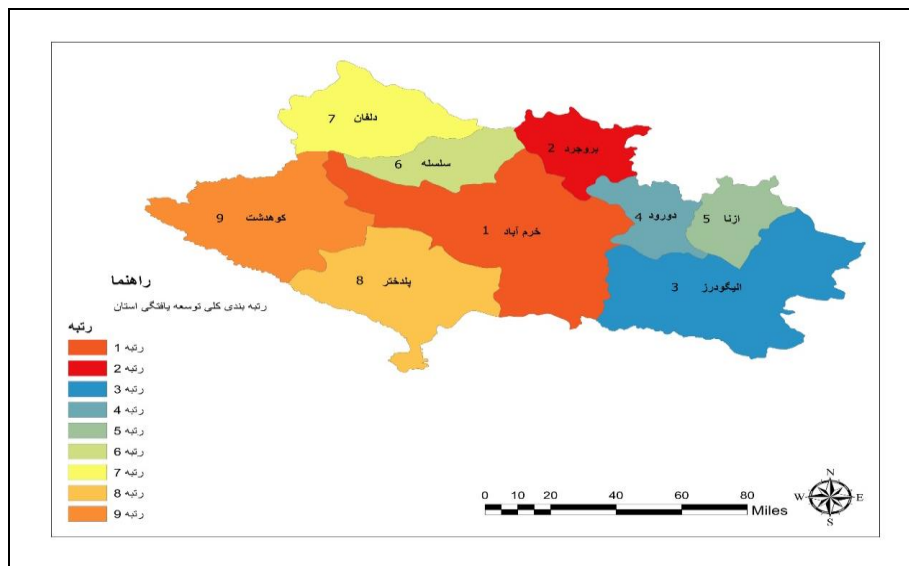 7 دلفان
2 بروجرد
6 سلسله
9 کوهدشت
4 دورود
5 ازنا
1 خرم آباد
8 پلدختر
3 الیگودرز
راهنما
رتبه بندی کلی توسعه یافتگی استان
رتبه
رتبه 1
رتبه 2
رتبه 3
رتبه 4
رتبه 5
رتبه 6
رتبه 7
رتبه 8
رتبه 9
N
W E
S
0 10 20 40 60 80
Miles